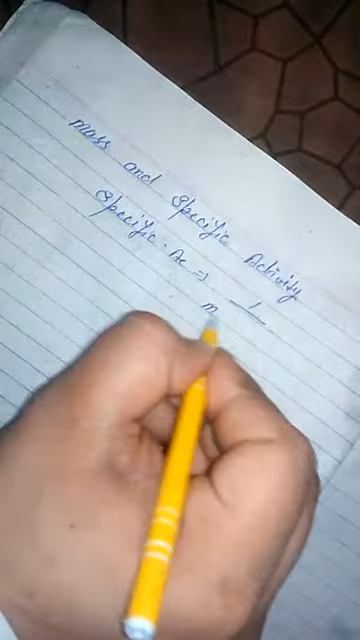 Mass and Specific Activity
Specific . Ac =>
m